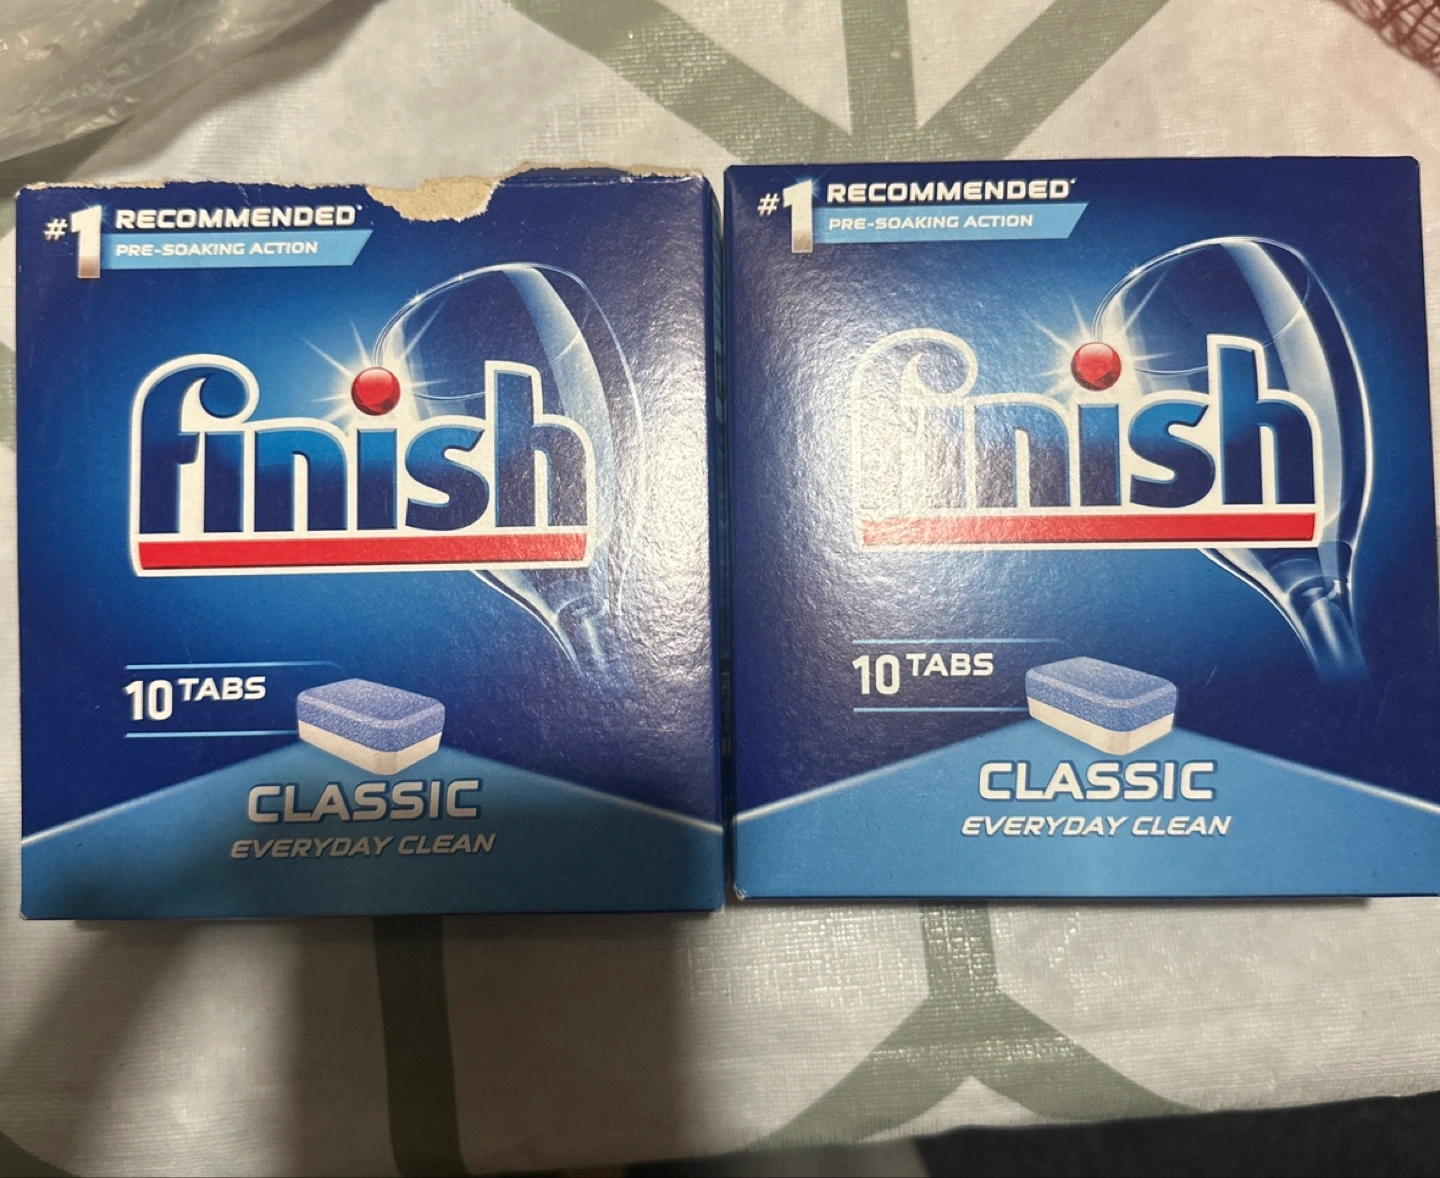 #1 RECOMMENDED*
PRE-SOAKING ACTION
finish
10 TABS
CLASSIC
EVERYDAY CLEAN
#1 RECOMMENDED*
PRE-SOAKING ACTION
finish
10 TABS
CLASSIC
EVERYDAY CLEAN